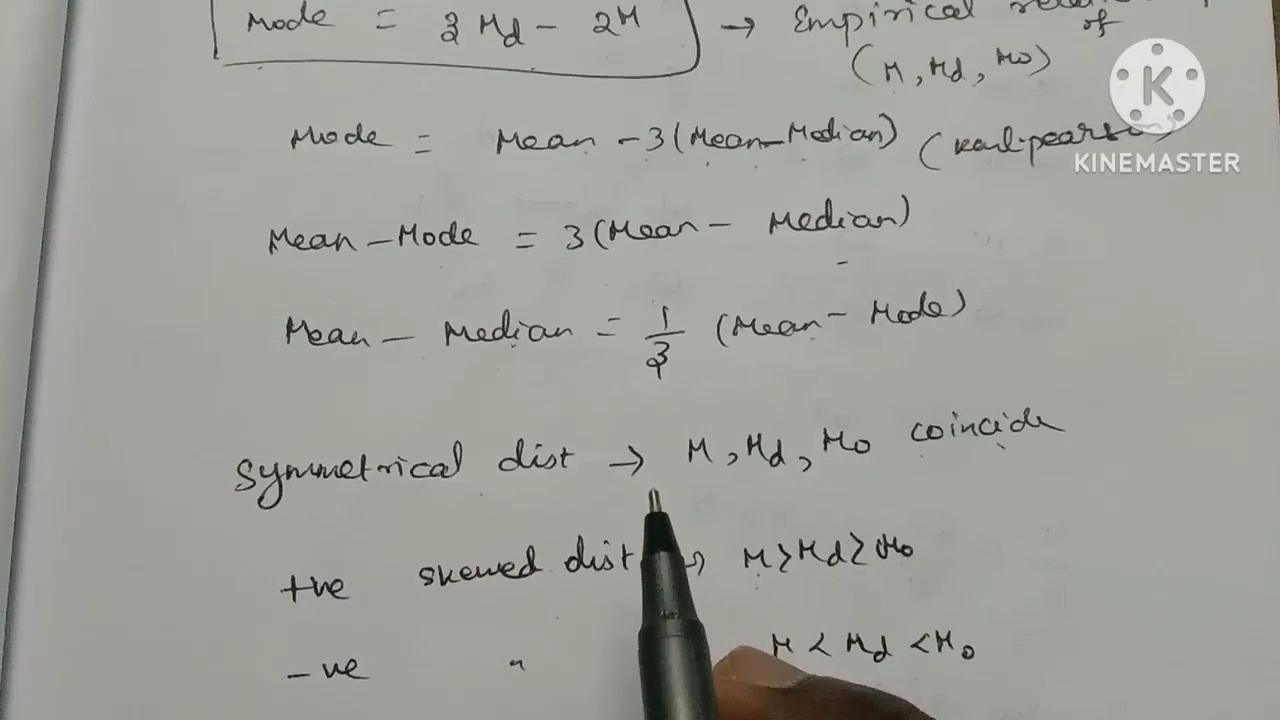 Mode = 3 Md - 2M → Empirical
of
(M, Md, Mo)
Mode = Mean - 3(Mean - Median) (karl-pearson)
Mean - Mode = 3(Mean - Median)
Mean - Median = 1/3 (Mean - Mode)
Symmetrical dist → M, Md, Mo coincide
+ve skewed dist → M > Md > Mo
-ve " M < Md < Mo
K
KINEMASTER